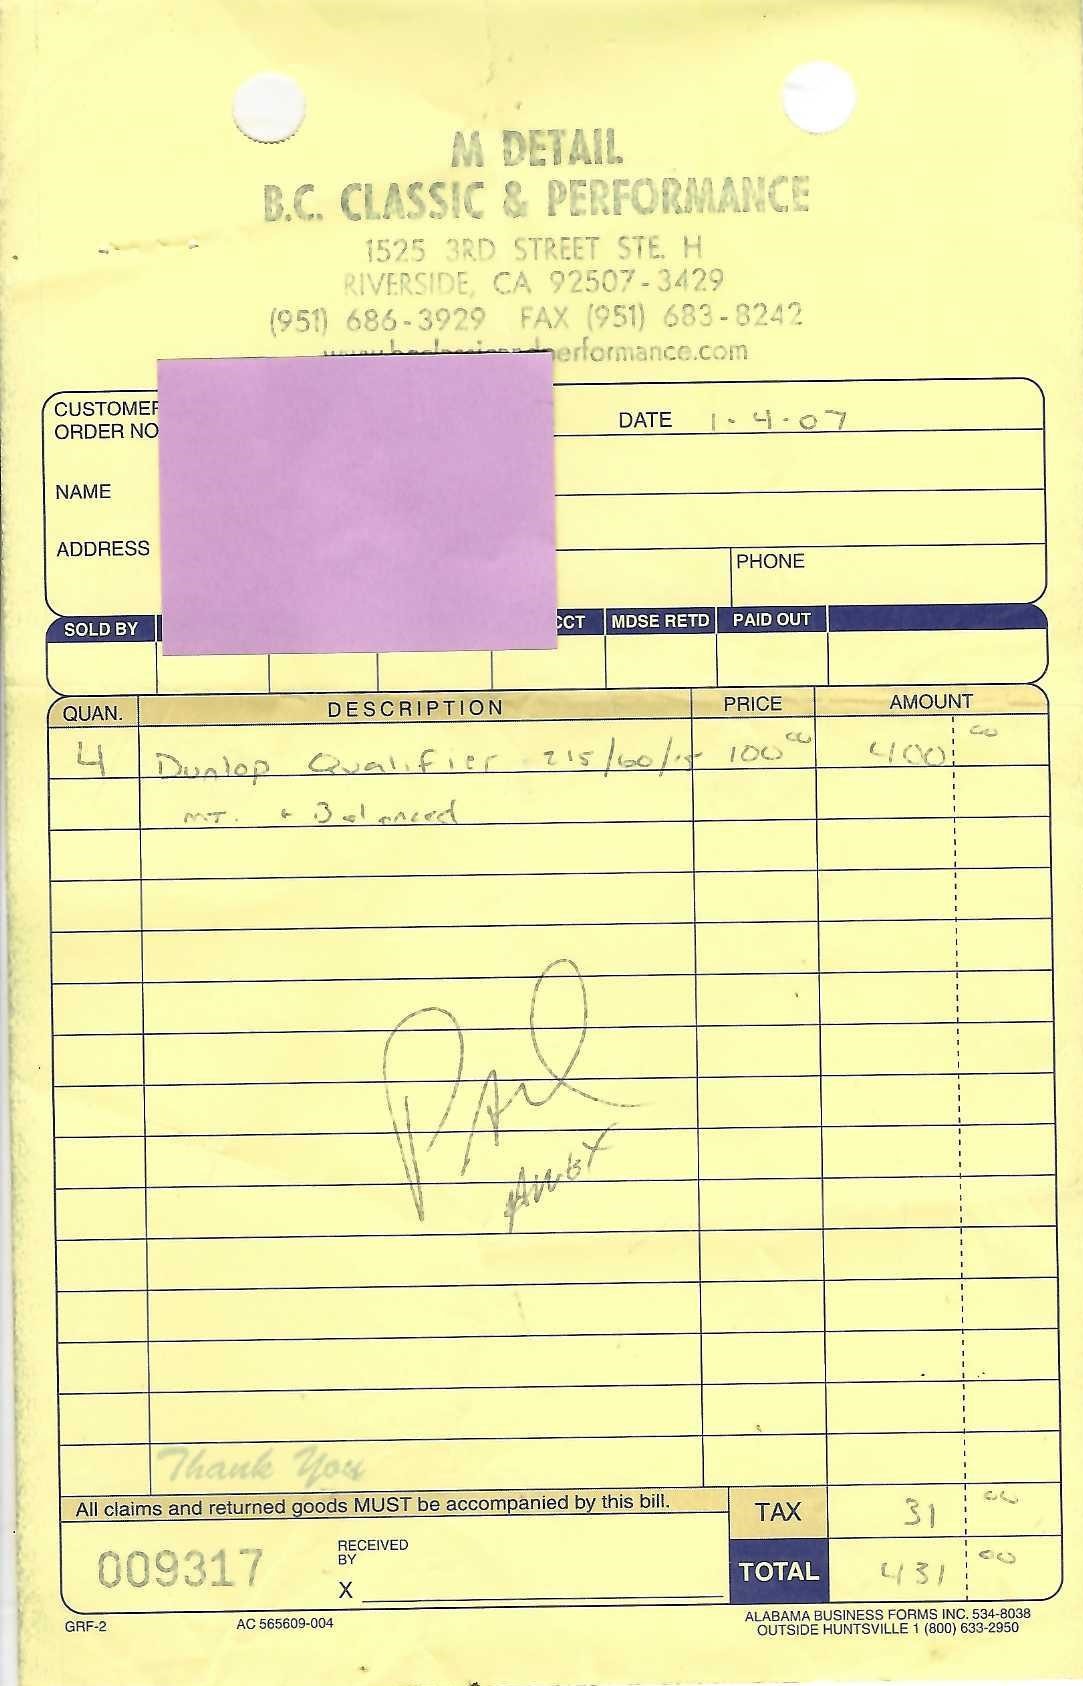 M DETAIL
B.C. CLASSIC & PERFORMANCE
1525 3RD STREET STE. H
RIVERSIDE, CA 92507-3429
(951) 686-3929 FAX (951) 683-8242
erformance.com
CUSTOMER
ORDER NO
DATE 1-4-07
NAME
ADDRESS
PHONE
SOLD BY CCT MDSE RETD PAID OUT
QUAN. DESCRIPTION PRICE AMOUNT
4 Dunlop Qualifier 215/60/15 100 00 400 00
MT. + Balanced
Paid
Thank You
All claims and returned goods MUST be accompanied by this bill.
TAX 31 00
009317
RECEIVED
BY
X
TOTAL 431 00
GRF-2 AC 565609-004
ALABAMA BUSINESS FORMS INC. 534-8038
OUTSIDE HUNTSVILLE 1 (800) 633-2950